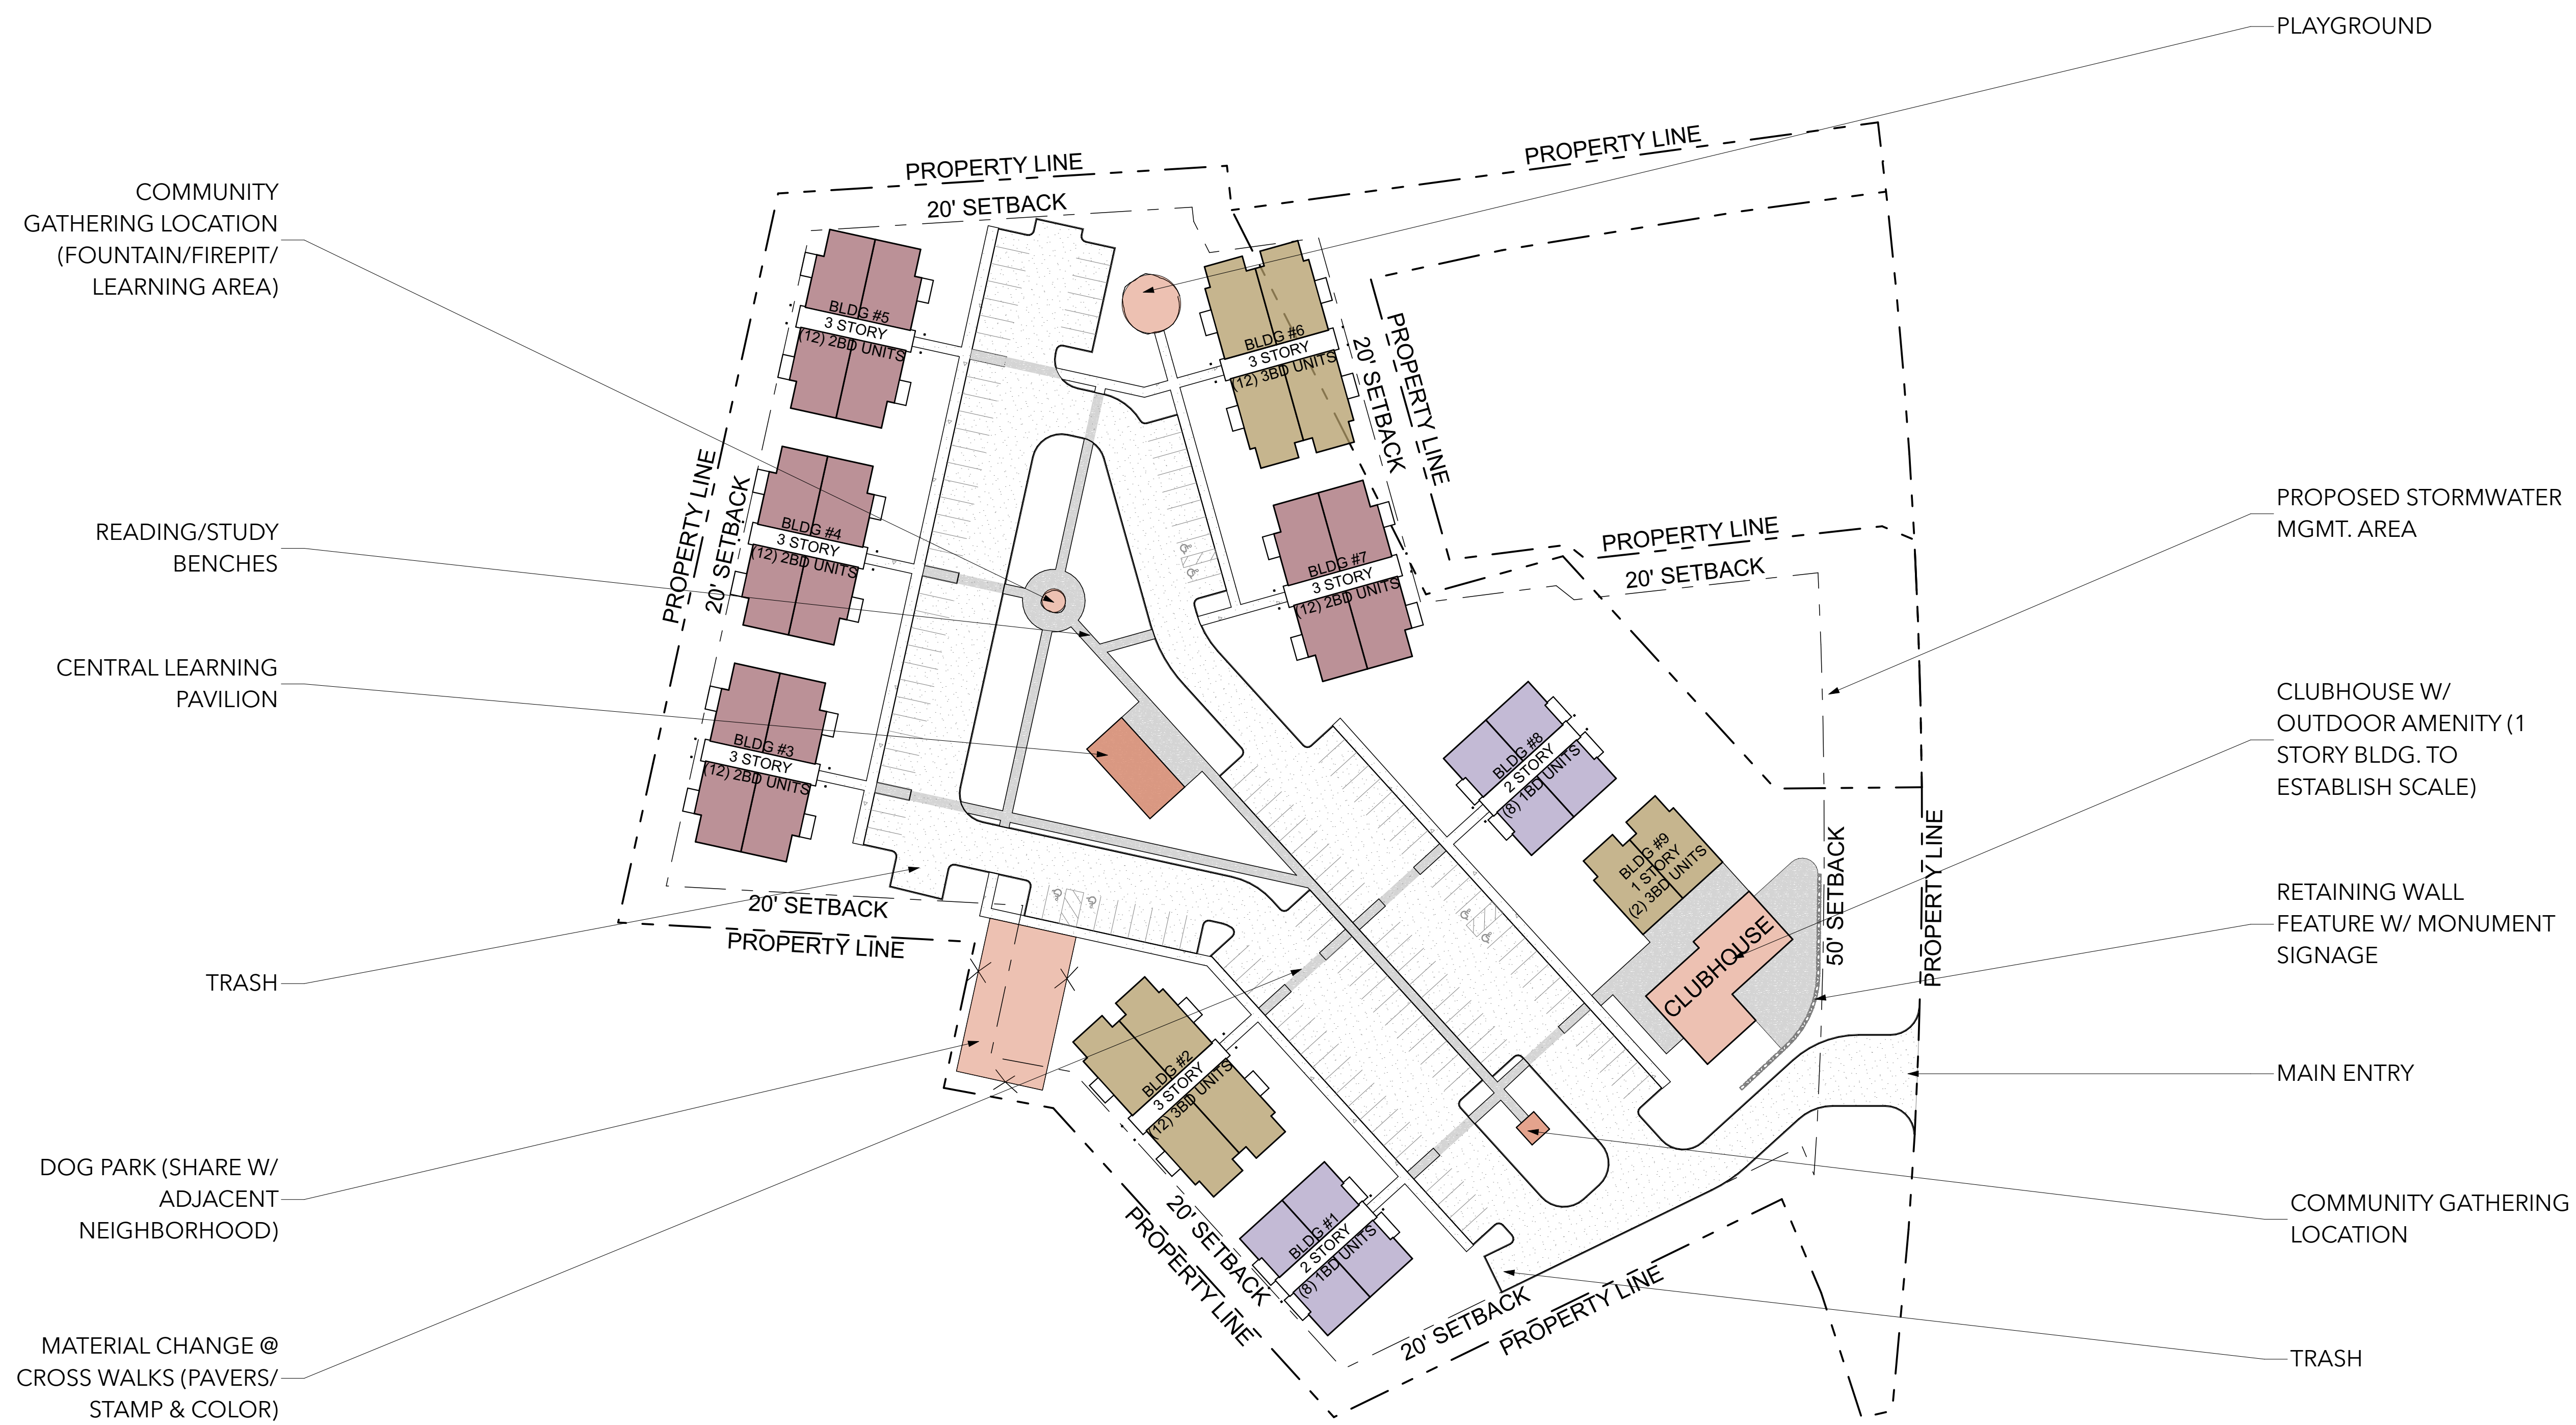 PLAYGROUND
COMMUNITY
GATHERING LOCATION
(FOUNTAIN/FIREPIT/
LEARNING AREA)
READING/STUDY
BENCHES
CENTRAL LEARNING
PAVILION
TRASH
DOG PARK (SHARE W/
ADJACENT
NEIGHBORHOOD)
MATERIAL CHANGE @
CROSS WALKS (PAVERS/
STAMP & COLOR)
PROPERTY LINE
20' SETBACK
PROPERTY LINE
PROPERTY LINE
20' SETBACK
PROPERTY LINE
20' SETBACK
BLDG #5
3 STORY
(12) 2BD UNITS
BLDG #4
3 STORY
(12) 2BD UNITS
BLDG #3
3 STORY
(12) 2BD UNITS
20' SETBACK
PROPERTY LINE
BLDG #6
3 STORY
(12) 3BD UNITS
BLDG #7
3 STORY
(12) 2BD UNITS
PROPERTY LINE
20' SETBACK
BLDG #8
2 STORY
(8) 1BD UNITS
BLDG #9
1 STORY
(2) 3BD UNITS
CLUBHOUSE
50' SETBACK
PROPERTY LINE
BLDG #2
3 STORY
(12) 3BD UNITS
BLDG #1
2 STORY
(8) 1BD UNITS
20' SETBACK
PROPERTY LINE
20' SETBACK
PROPERTY LINE
PROPOSED STORMWATER
MGMT. AREA
CLUBHOUSE W/
OUTDOOR AMENITY (1
STORY BLDG. TO
ESTABLISH SCALE)
RETAINING WALL
FEATURE W/ MONUMENT
SIGNAGE
MAIN ENTRY
COMMUNITY GATHERING
LOCATION
TRASH